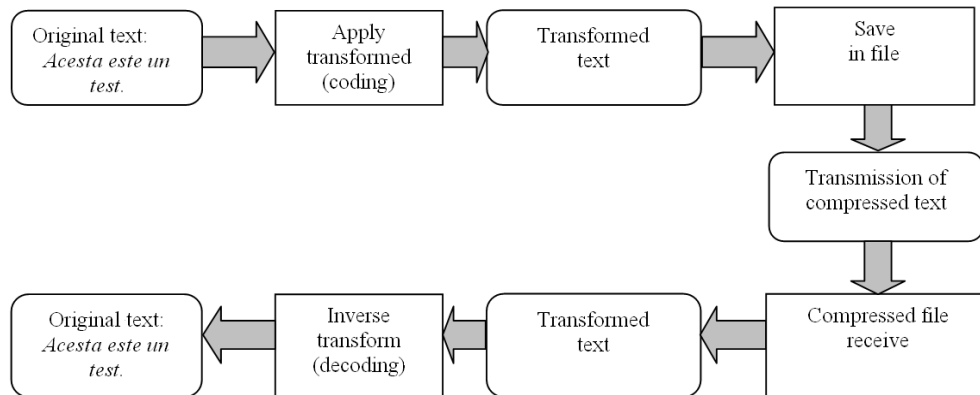 Original text:
Acesta este un
test.
Apply
transformed
(coding)
Transformed
text
Save
in file
Transmission of
compressed text
Compressed file
receive
Transformed
text
Inverse
transform
(decoding)
Original text:
Acesta este un
test.